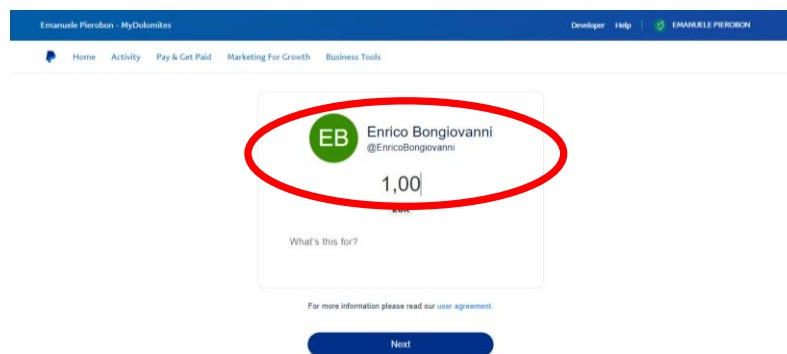 Emanuele Pierobon - MyDolomites
Developer Help EMANUELE PIEROBON
Home Activity Pay & Get Paid Marketing For Growth Business Tools
EB
Enrico Bongiovanni
@EnricoBongiovanni
1,00
EUR
What's this for?
For more information please read our user agreement.
Next